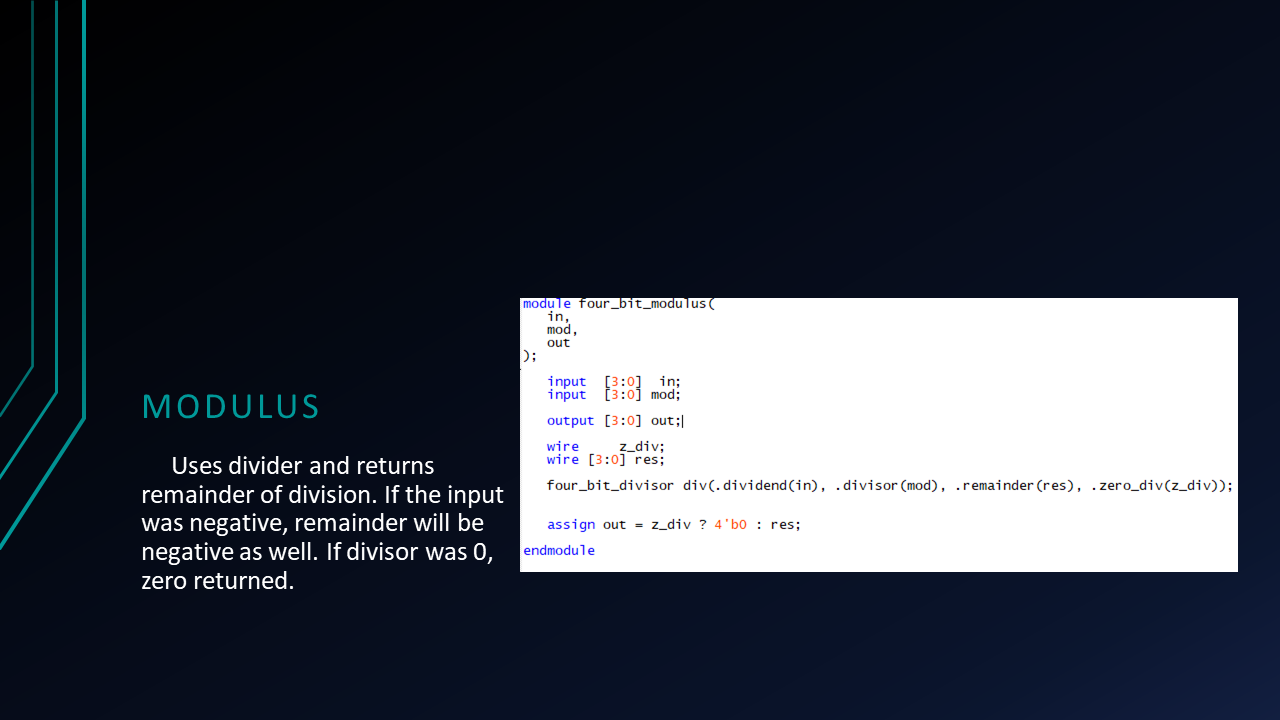 MODULUS
Uses divider and returns
remainder of division. If the input
was negative, remainder will be
negative as well. If divisor was 0,
zero returned.
module four_bit_modulus(
in,
mod,
out
);
input [3:0] in;
input [3:0] mod;
output [3:0] out;
wire z_div;
wire [3:0] res;
four_bit_divisor div(.dividend(in), .divisor(mod), .remainder(res), .zero_div(z_div));
assign out = z_div ? 4'b0 : res;
endmodule